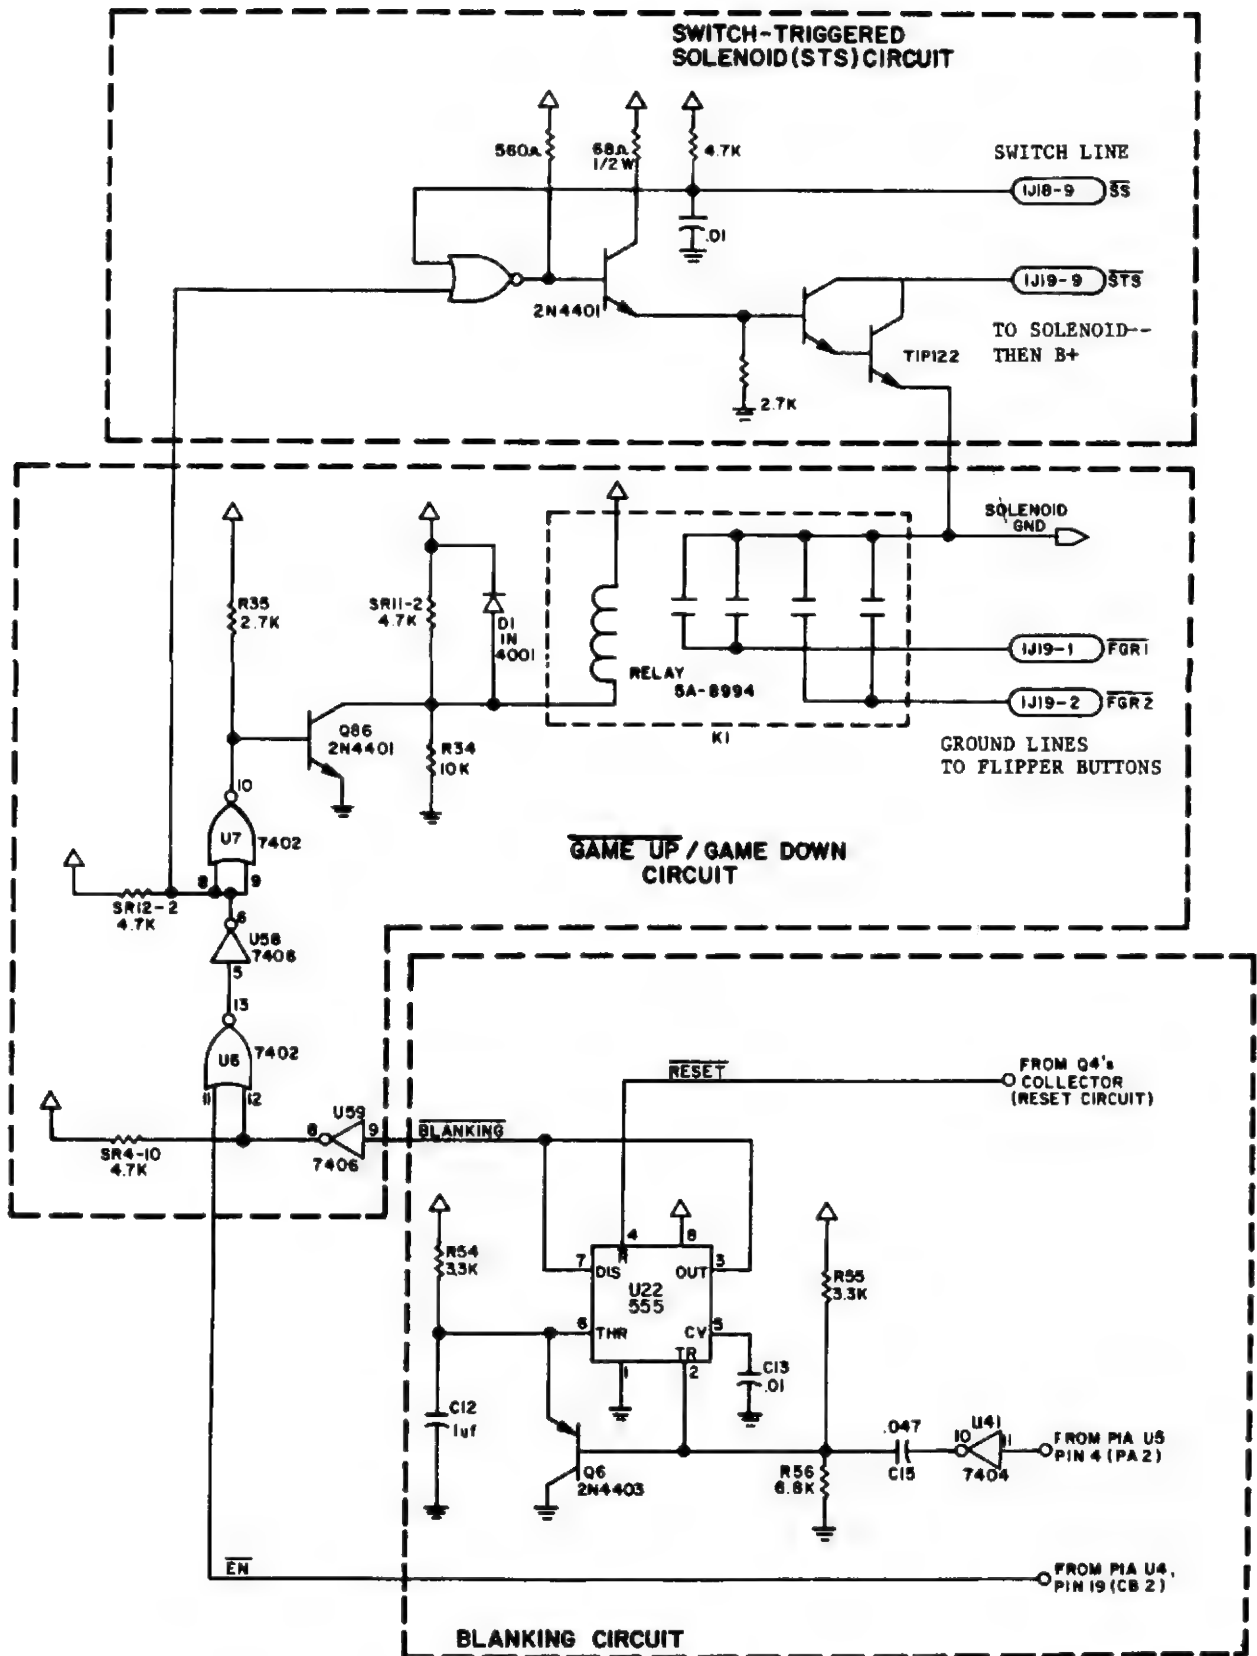 SWITCH-TRIGGERED
SOLENOID(STS)CIRCUIT
560Ω
68Ω
1/2W
4.7K
SWITCH LINE
1J18-9 SS
.01
2N4401
1J19-9 STS
TO SOLENOID--
THEN B+
TIP122
2.7K
SOLENOID
GND
R35
2.7K
SR11-2
4.7K
D1
1N
4001
RELAY
5A-8994
1J19-1 FGR1
1J19-2 FGR2
K1
Q86
2N4401
R34
10K
GROUND LINES
TO FLIPPER BUTTONS
10
U7
7402
8 9
GAME UP / GAME DOWN
CIRCUIT
SR12-2
4.7K
6
U58
7406
5
13
U6
7402
11 12
RESET
FROM Q4's
COLLECTOR
(RESET CIRCUIT)
U59
8 9
BLANKING
SR4-10
4.7K
7406
R54
3.3K
4 8
R
7 DIS OUT 3
U22
555
6 THR CV 5
TR
1 2
R55
3.3K
C13
.01
C12
1uf
.047
U41
10 11
FROM PIA U5
PIN 4 (PA 2)
C15
7404
Q6
2N4403
R56
6.8K
EN
FROM PIA U4,
PIN 19 (CB 2)
BLANKING CIRCUIT